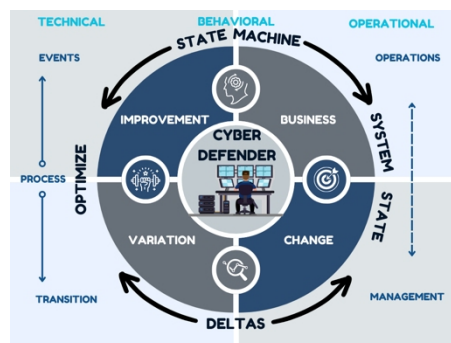 TECHNICAL
BEHAVIORAL
OPERATIONAL
STATE MACHINE
EVENTS
OPERATIONS
IMPROVEMENT
BUSINESS
CYBER
DEFENDER
OPTIMIZE
SYSTEM STATE
PROCESS
VARIATION
CHANGE
TRANSITION
MANAGEMENT
DELTAS